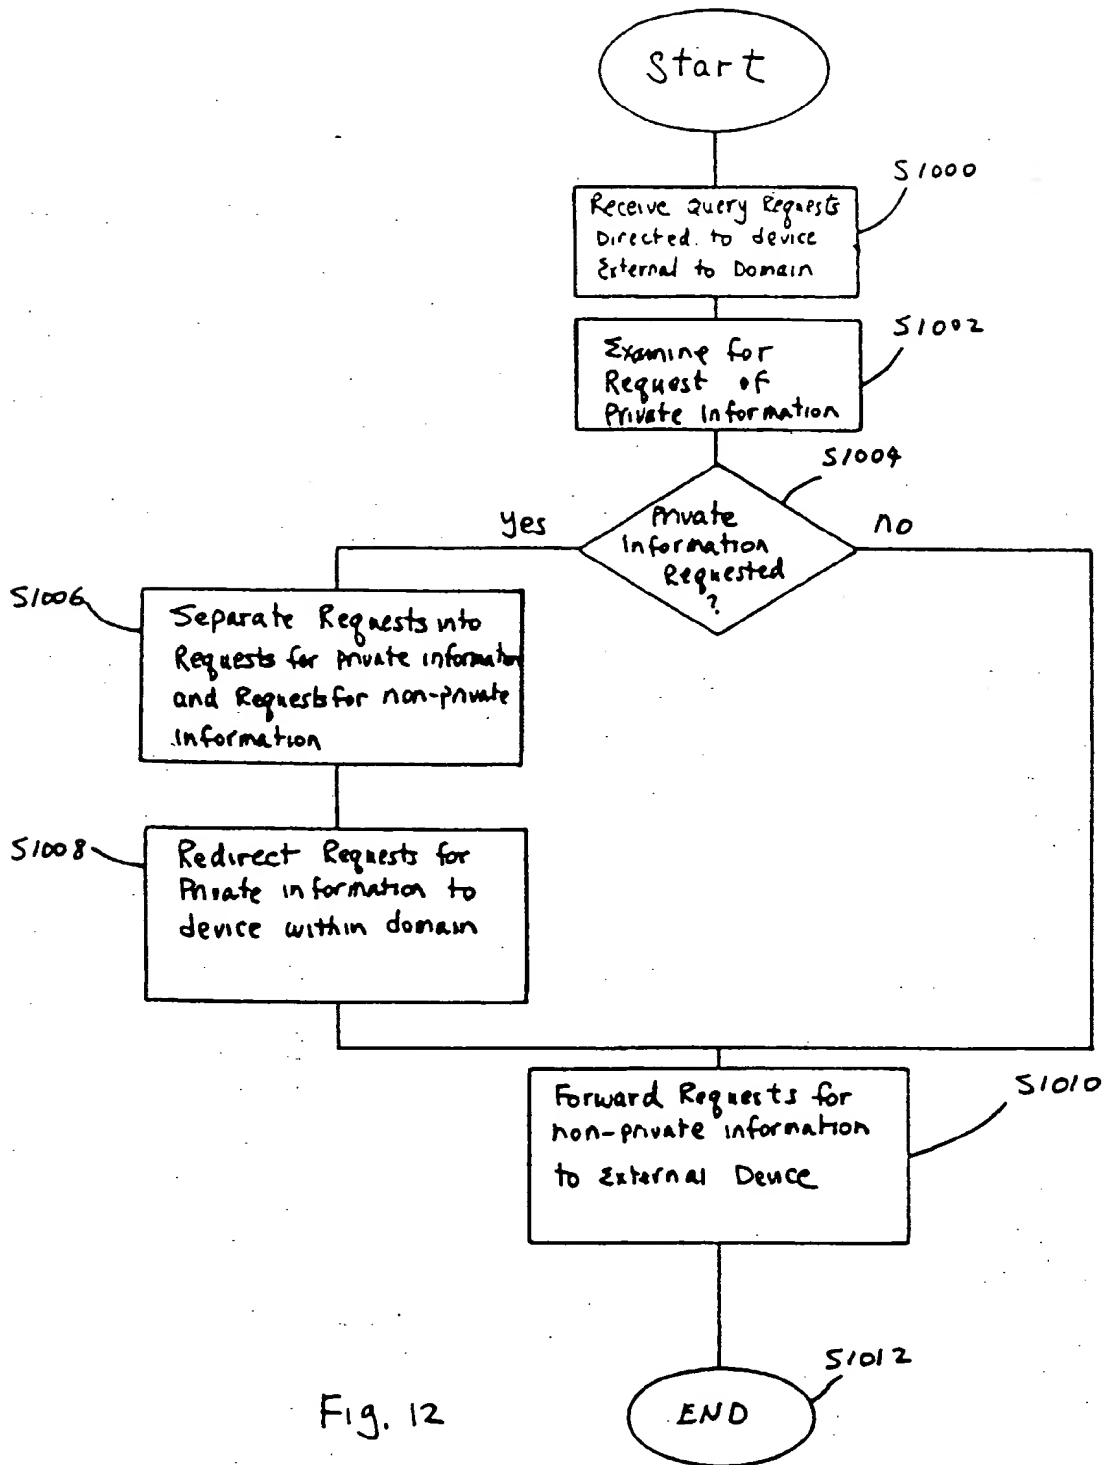 Start
S1000
Receive Query Requests
Directed to device
External to Domain
S1002
Examine for
Request of
Private Information
S1004
Yes
Private
Information
Requested
?
no
S1006
Separate Requests into
Requests for private information
and Requests for non-private
information
S1008
Redirect Requests for
Private information to
device within domain
S1010
Forward Requests for
non-private information
to External Device
S1012
END
Fig. 12